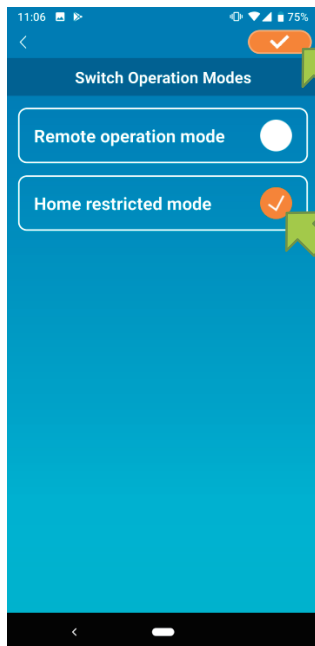 11:06 75%
Switch Operation Modes
Remote operation mode
Home restricted mode